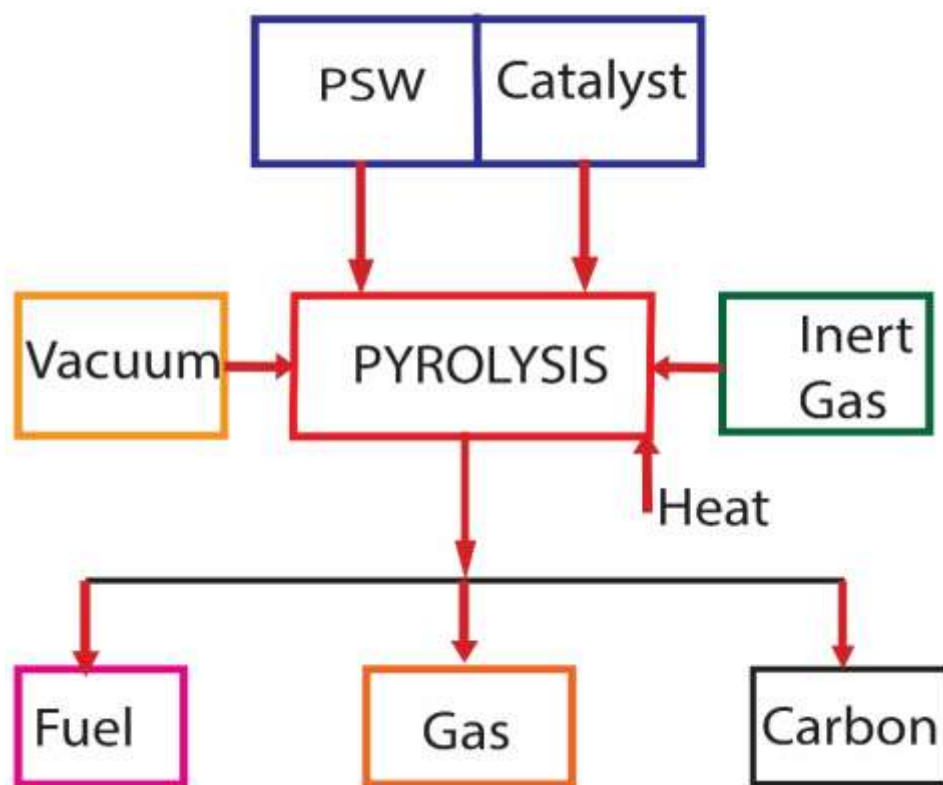 PSW
Catalyst
Vacuum
PYROLYSIS
Inert
Gas
Heat
Fuel
Gas
Carbon